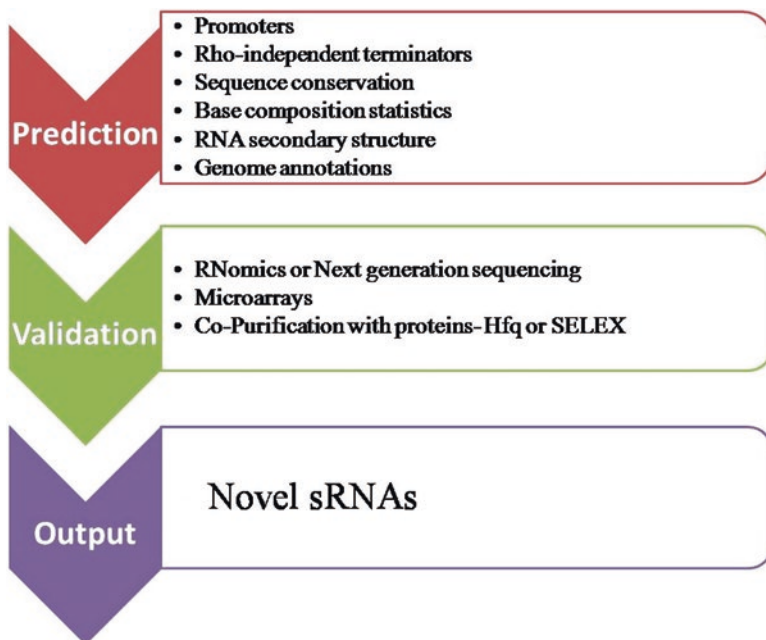 Prediction
• Promoters
• Rho-independent terminators
• Sequence conservation
• Base composition statistics
• RNA secondary structure
• Genome annotations
Validation
• RNomics or Next generation sequencing
• Microarrays
• Co-Purification with proteins-Hfq or SELEX
Output
Novel sRNAs